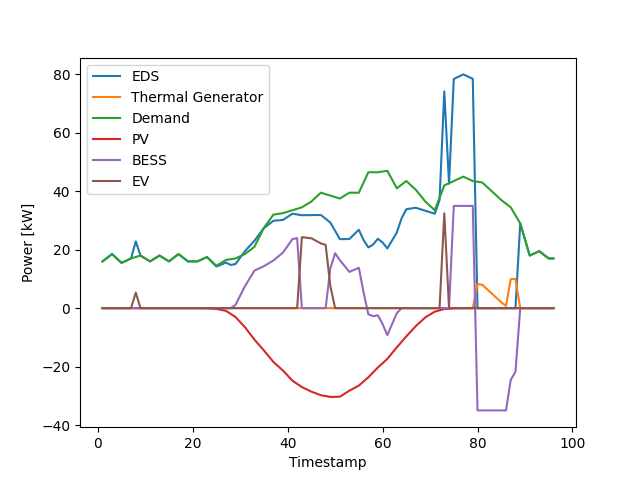 EDS
Thermal Generator
Demand
PV
BESS
EV
Power [kW]
80
60
40
20
0
−20
−40
0 20 40 60 80 100
Timestamp